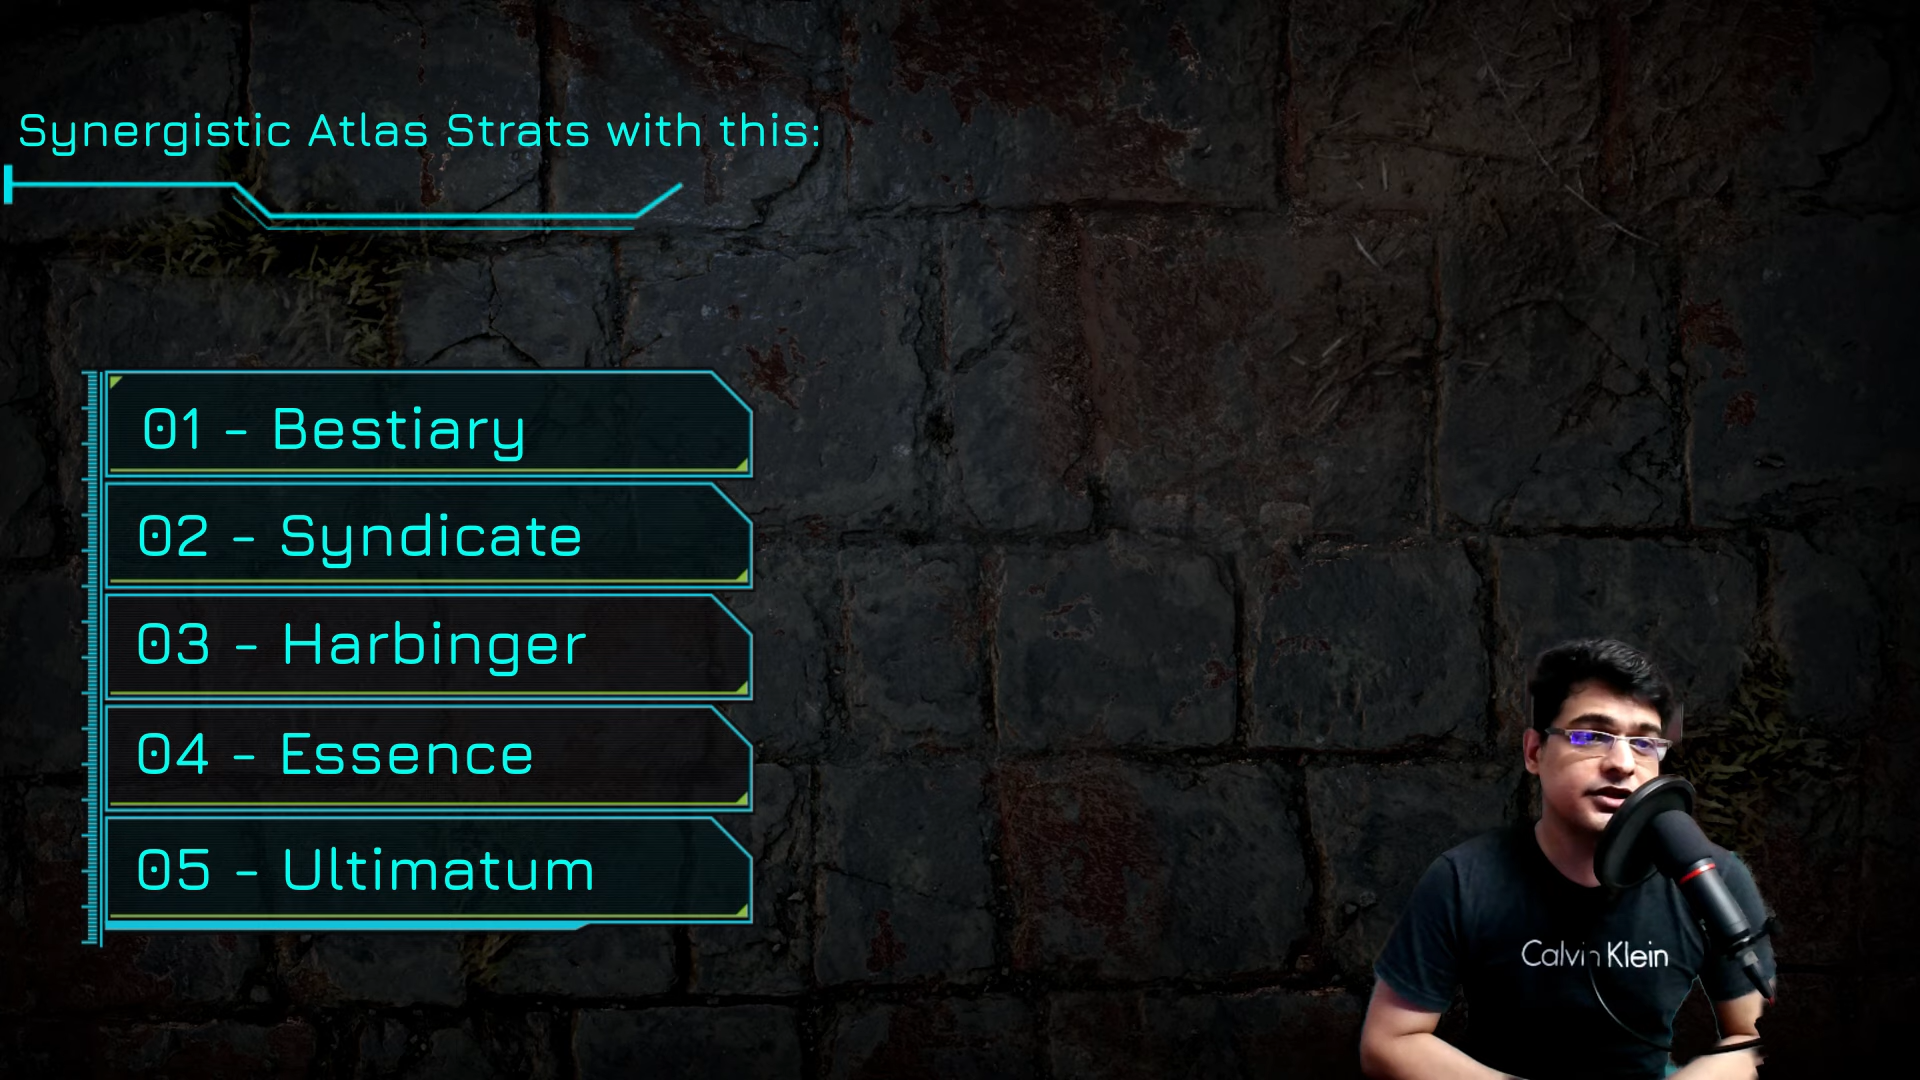 Synergistic Atlas Strats with this:
01 - Bestiary
02 - Syndicate
03 - Harbinger
04 - Essence
05 - Ultimatum
Calvin Klein